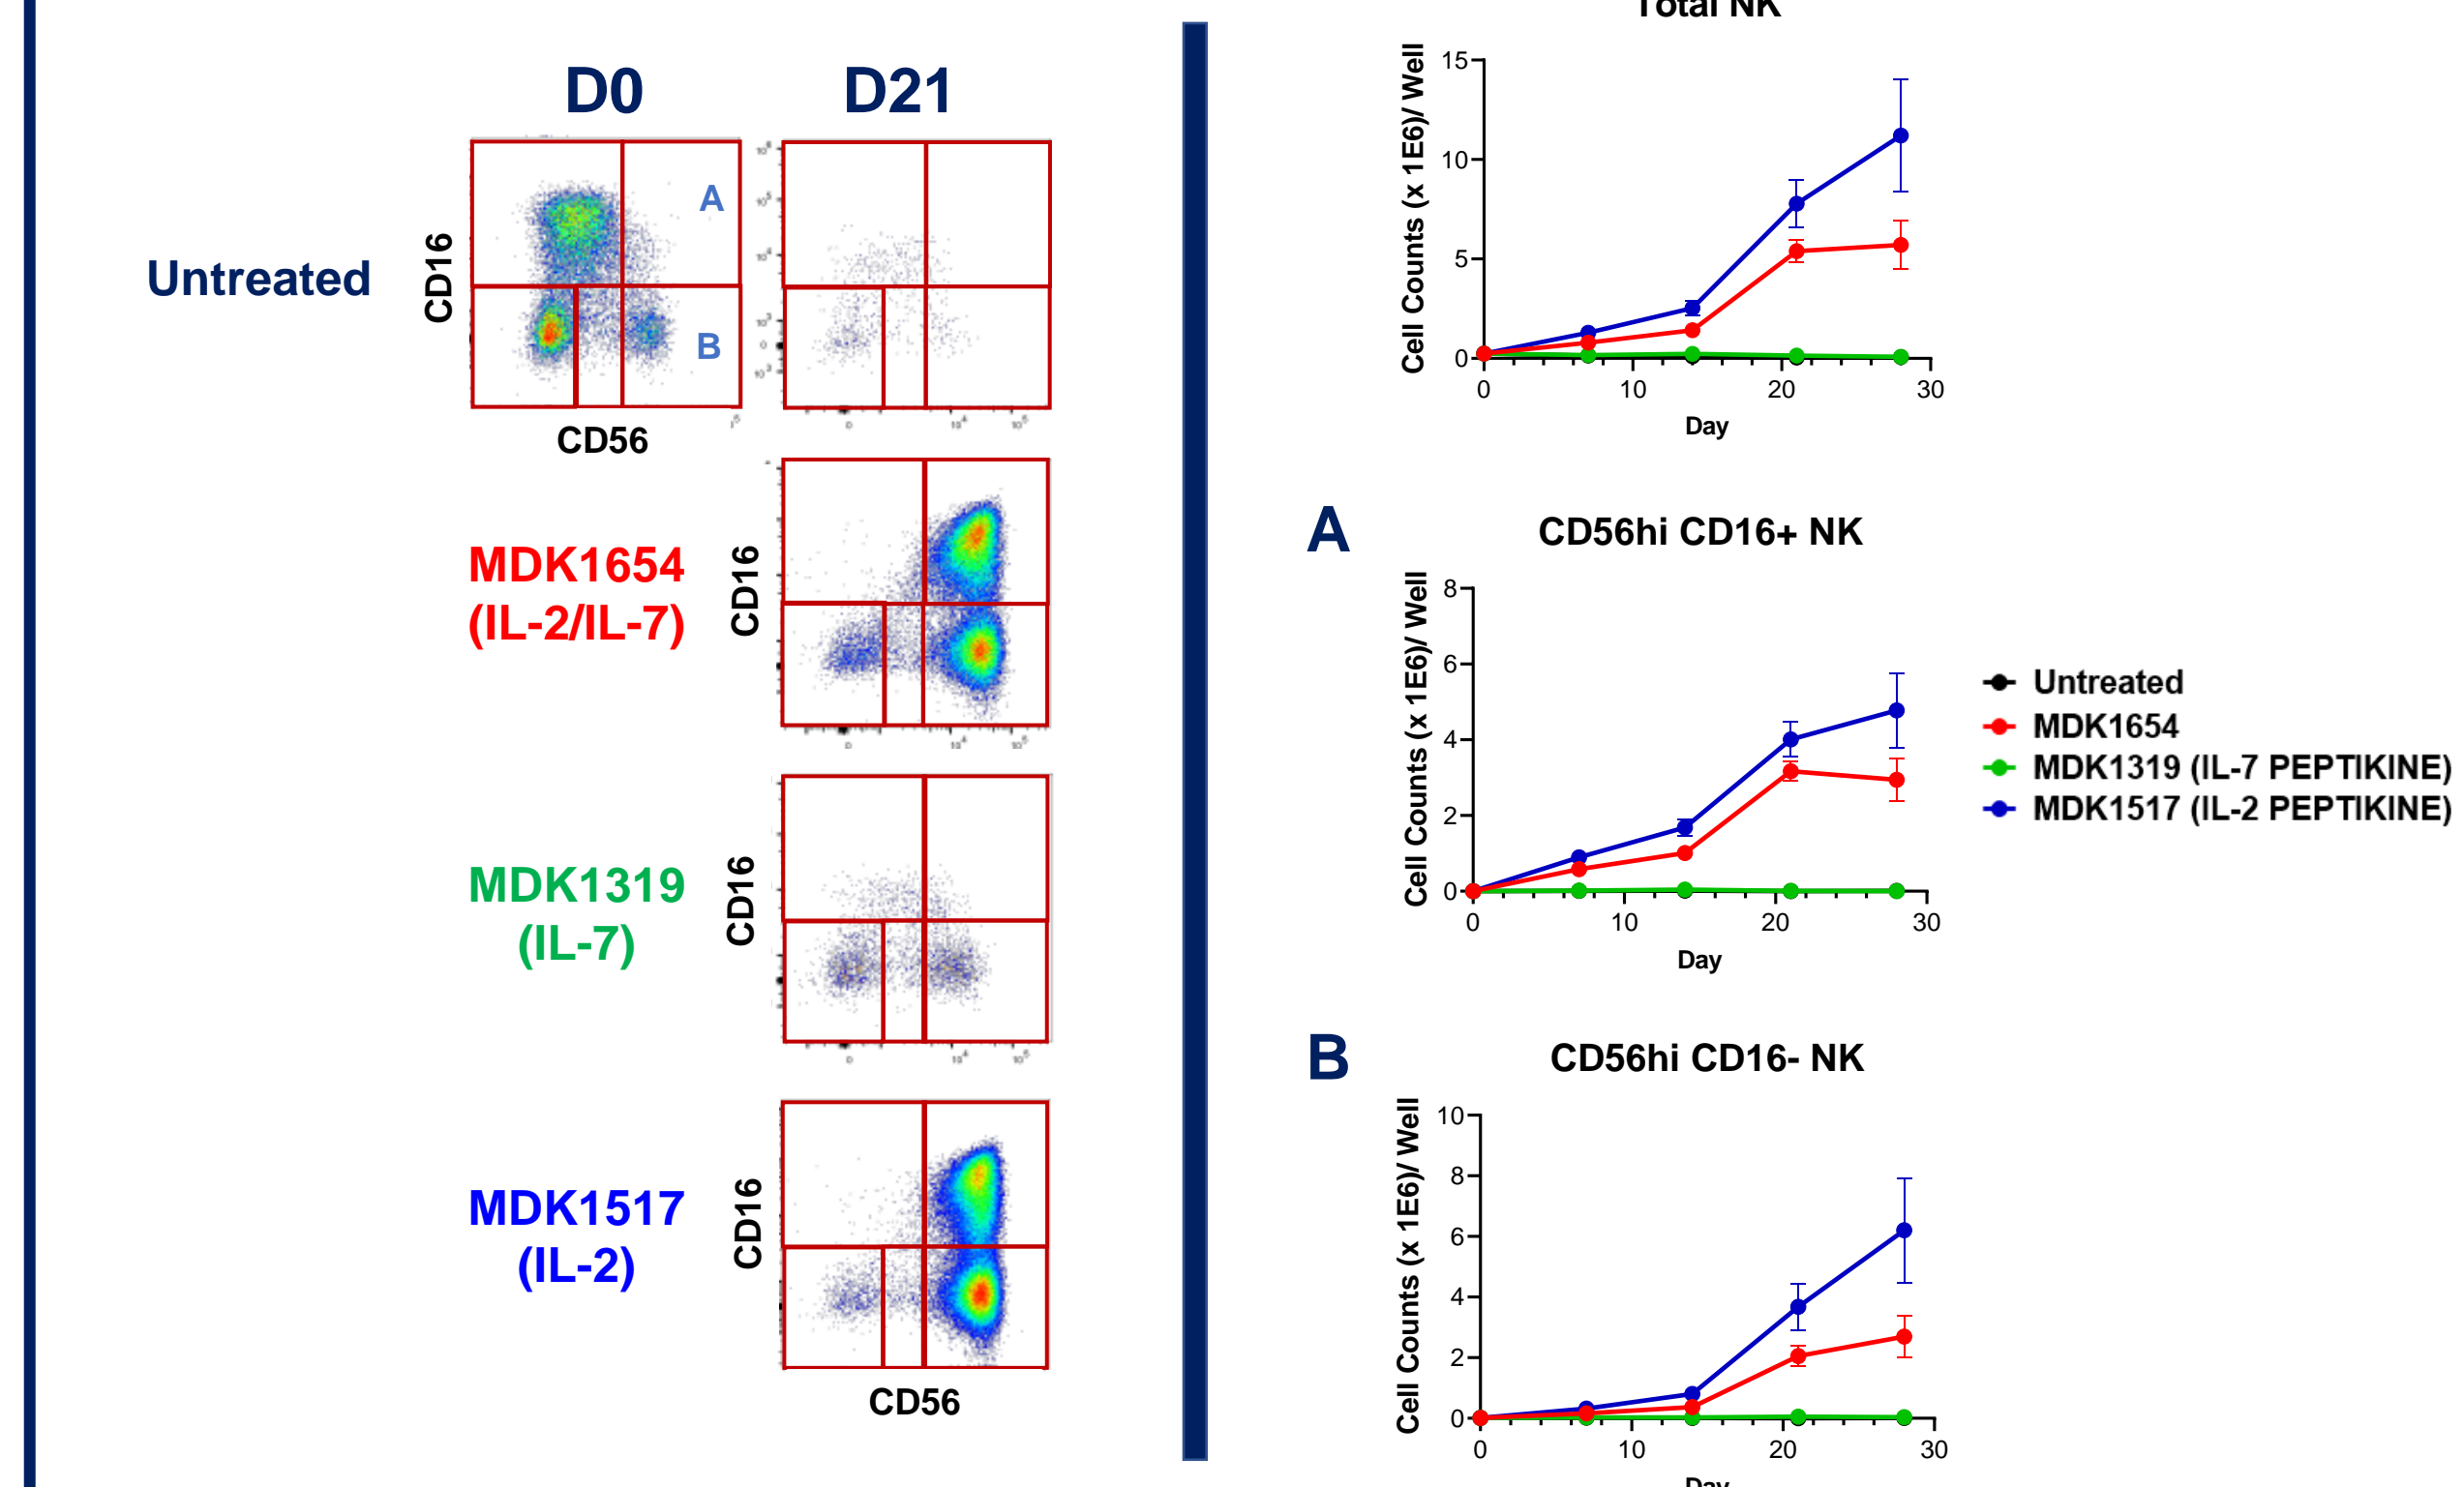 D0
D21
Untreated
CD16
A
B
CD56
MDK1654
(IL-2/IL-7)
CD16
MDK1319
(IL-7)
CD16
MDK1517
(IL-2)
CD16
CD56
Total NK
Cell Counts (x 1E6)/ Well
15
10
5
0
0 10 20 30
Day
A
CD56hi CD16+ NK
Cell Counts (x 1E6)/ Well
8
6
4
2
0
0 10 20 30
Day
Untreated
MDK1654
MDK1319 (IL-7 PEPTIKINE)
MDK1517 (IL-2 PEPTIKINE)
B
CD56hi CD16- NK
Cell Counts (x 1E6)/ Well
10
8
6
4
2
0
0 10 20 30
Day